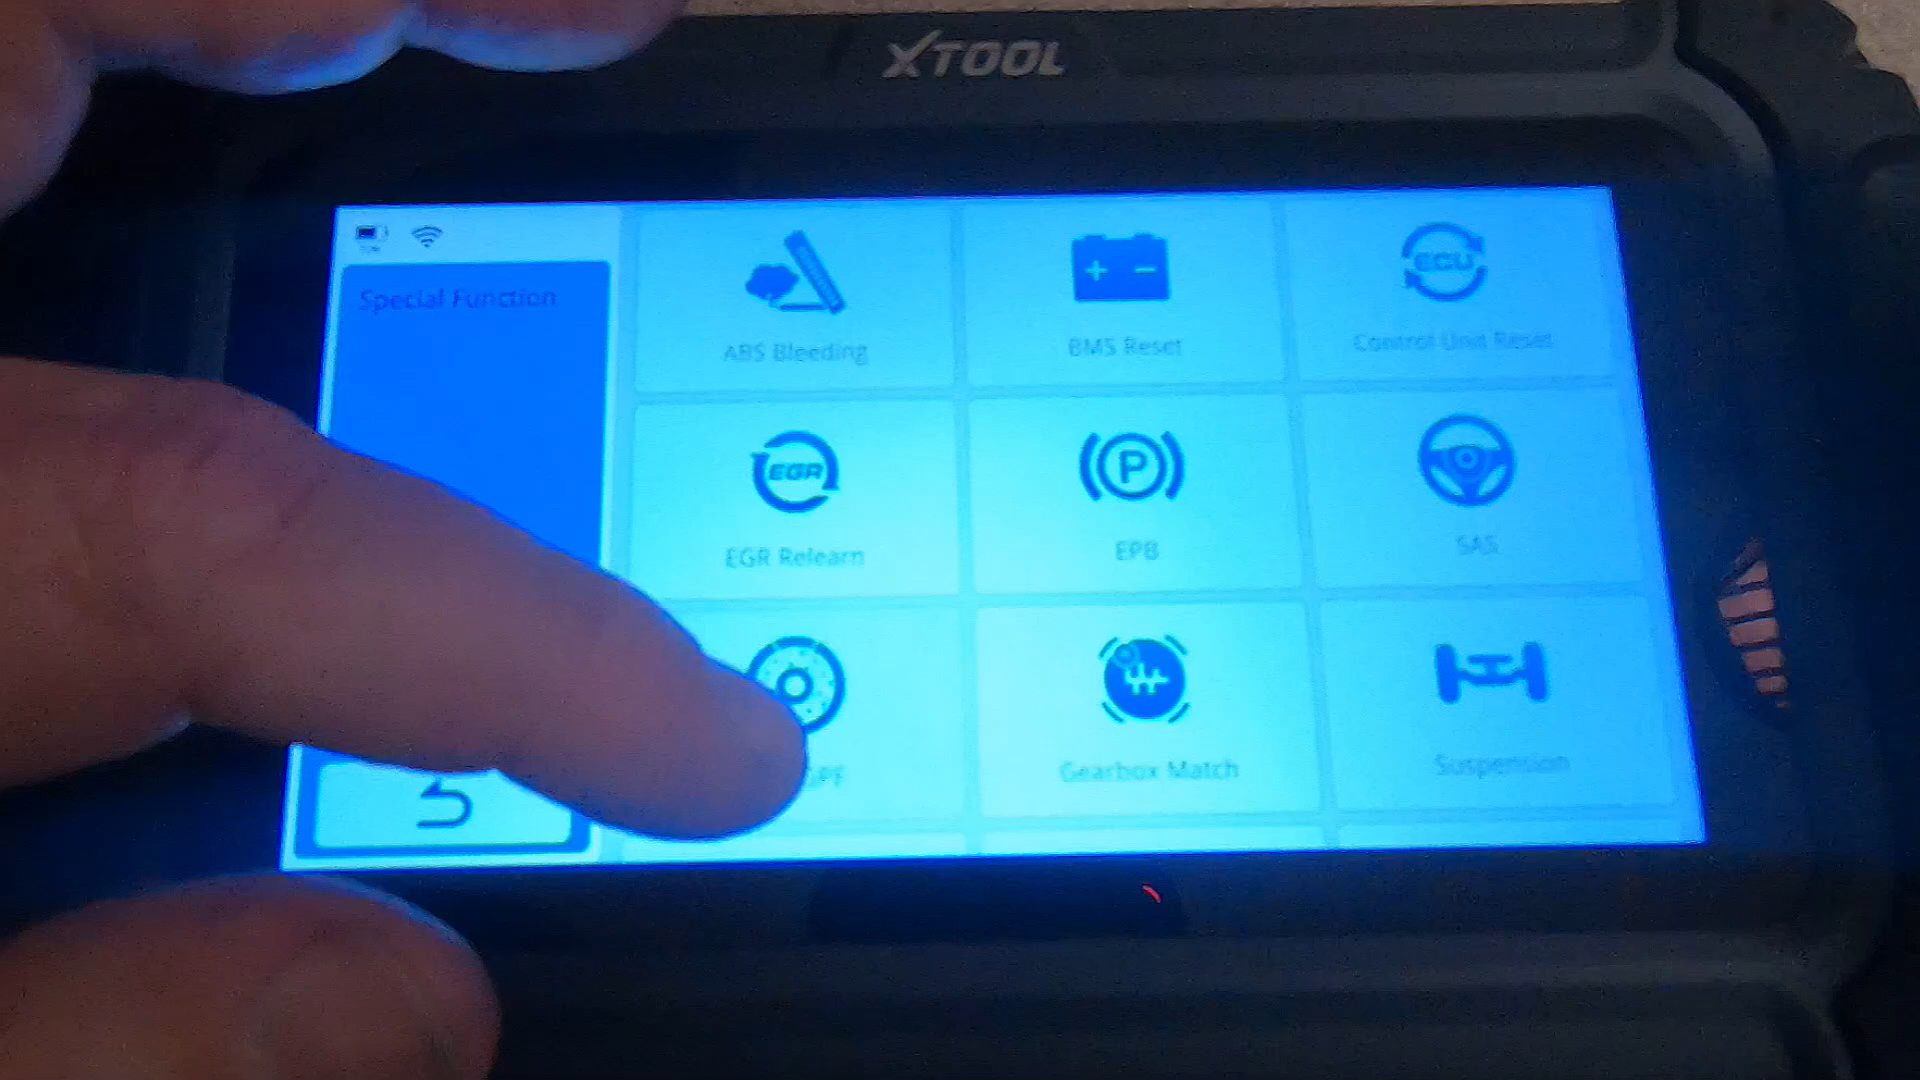 XTOOL
Special Function
ABS Bleeding
BMS Reset
ECU
Control Unit Reset
EGR
EGR Relearn
P
EPB
SAS
Gearbox Match
Suspension